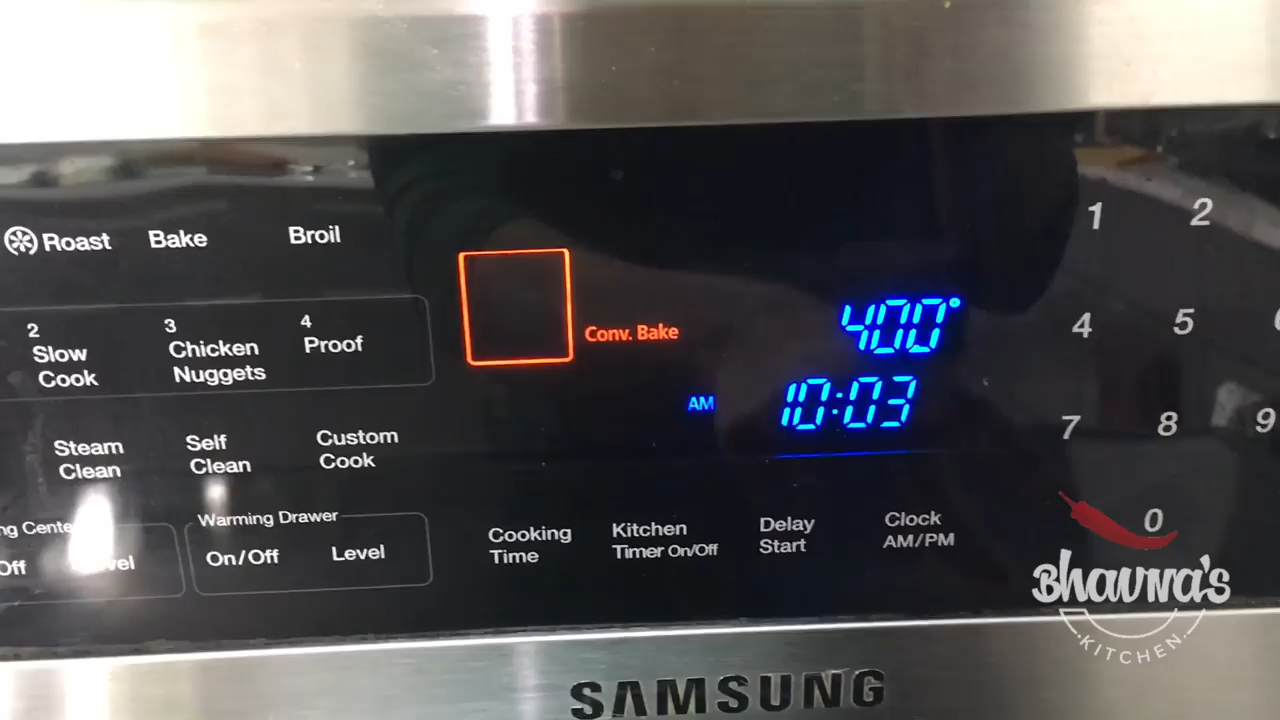 Roast Bake Broil
1 2
2 Slow Cook
3 Chicken Nuggets
4 Proof
Conv. Bake
400°
4 5
AM 10:03
7 8 9
Steam Clean
Self Clean
Custom Cook
Warming Drawer
On/Off Level
Off
Cooking Time
Kitchen Timer On/Off
Delay Start
Clock AM/PM
0
Bhavna's
KITCHEN
SAMSUNG